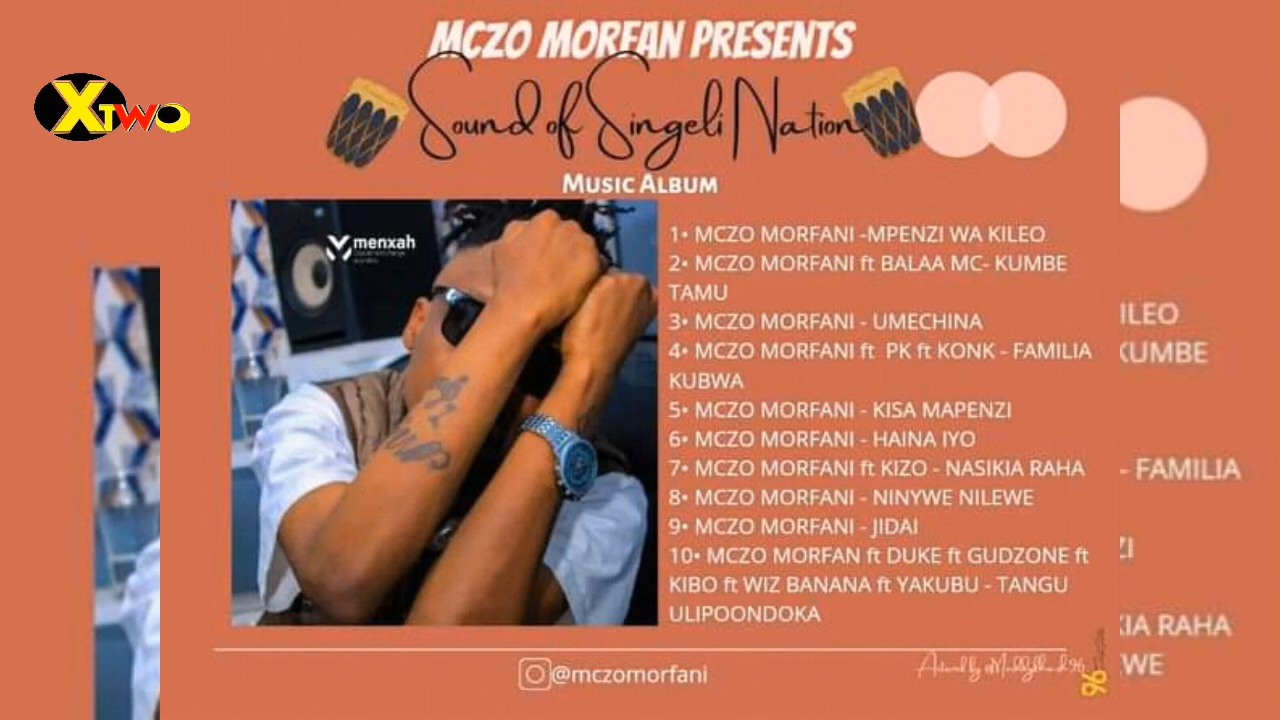 MCZO MORFAN PRESENTS
XTWO
Sound of Singeli Nation
MUSIC ALBUM
menxah
1• MCZO MORFANI -MPENZI WA KILEO
2• MCZO MORFANI ft BALAA MC- KUMBE
TAMU
3• MCZO MORFANI - UMECHINA
4• MCZO MORFANI ft PK ft KONK - FAMILIA
KUBWA
5• MCZO MORFANI - KISA MAPENZI
6• MCZO MORFANI - HAINA IYO
7• MCZO MORFANI ft KIZO - NASIKIA RAHA
8• MCZO MORFANI - NINYWE NILEWE
9• MCZO MORFANI - JIDAI
10• MCZO MORFAN ft DUKE ft GUDZONE ft
KIBO ft WIZ BANANA ft YAKUBU - TANGU
ULIPOONDOKA
@mczomorfani
96
ILEO
KUMBE
- FAMILIA
ZI
KIA RAHA
WE